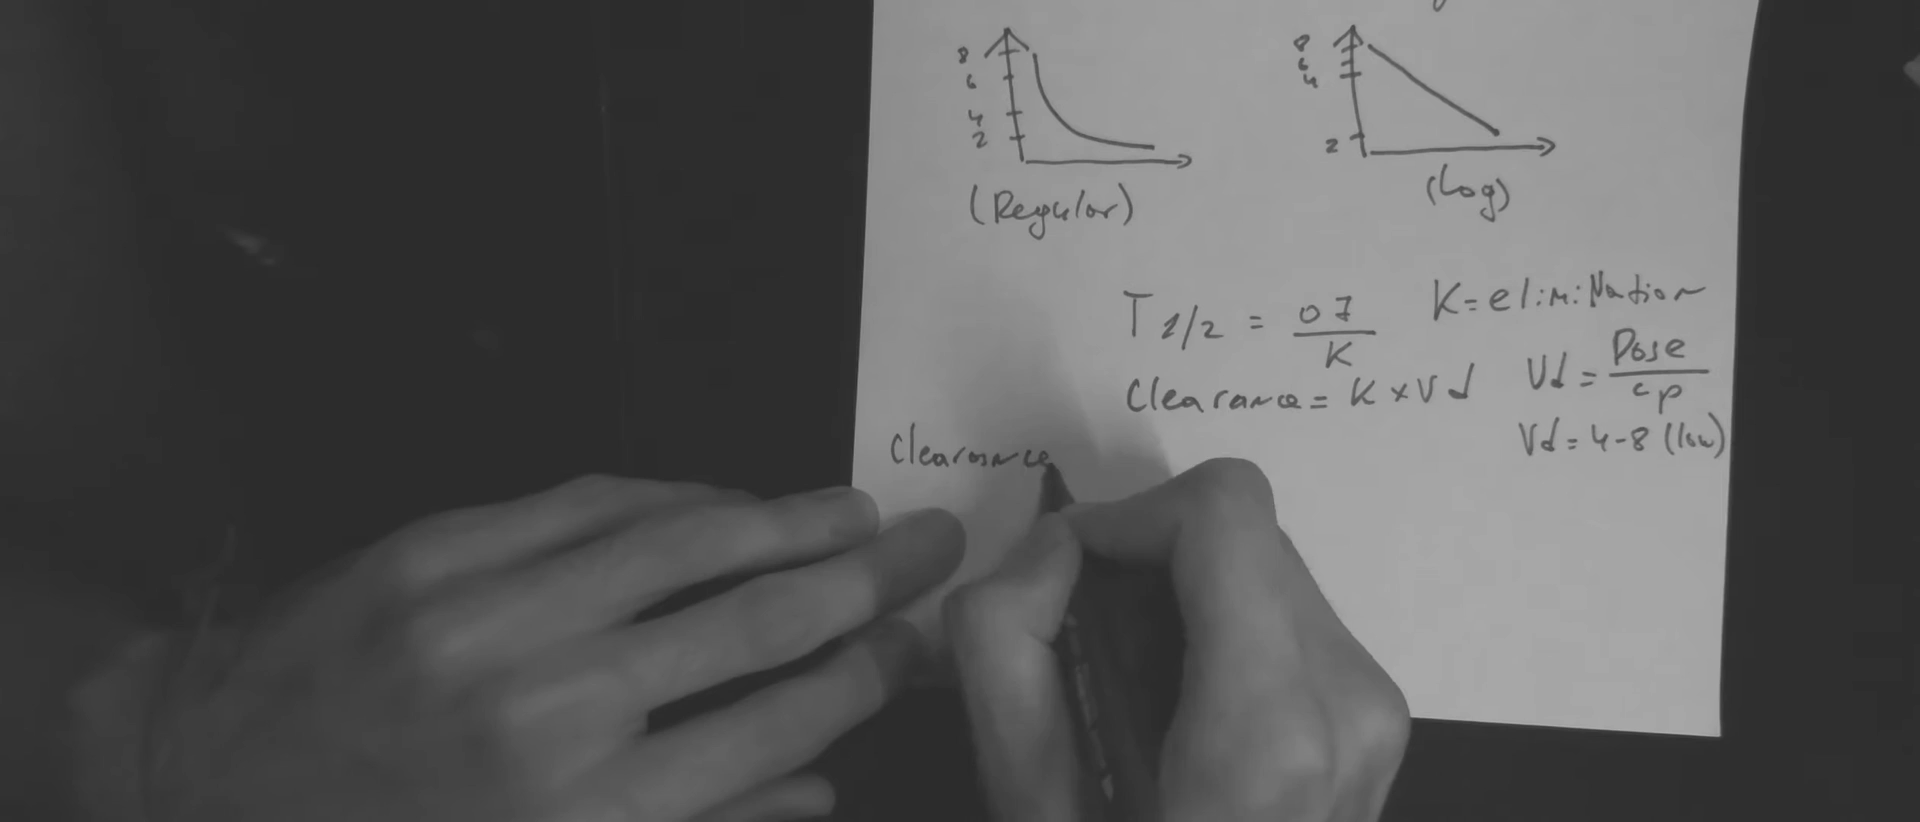 8
6
4
2
(Regular)
8
6
4
2
(Log)
T 1/2 = 0 7 / K
K = elimiNation
Clearance = K x Vd
Vd = Dose / cp
Vd = 4-8 (low)
Clearance